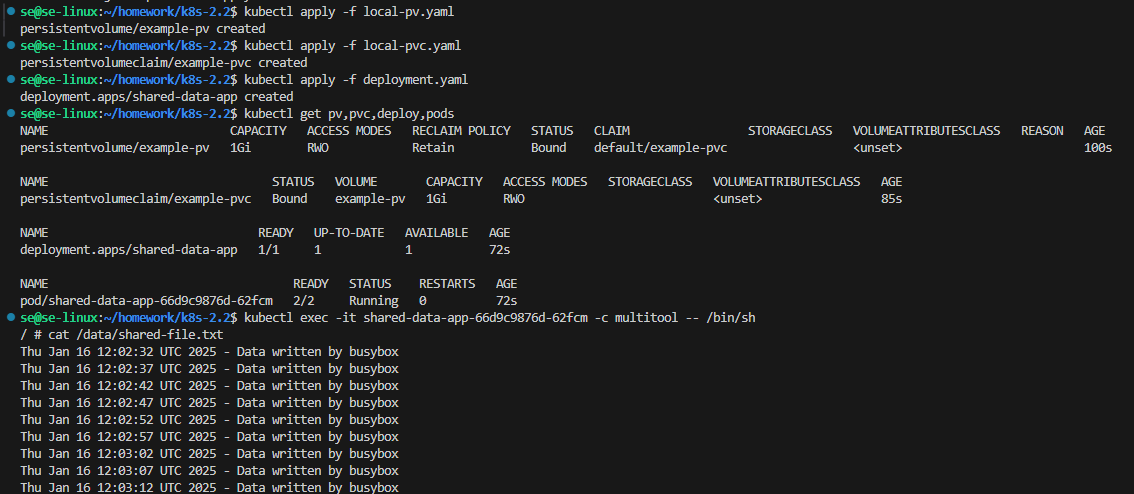 se@se-linux:~/homework/k8s-2.2$ kubectl apply -f local-pv.yaml
persistentvolume/example-pv created
se@se-linux:~/homework/k8s-2.2$ kubectl apply -f local-pvc.yaml
persistentvolumeclaim/example-pvc created
se@se-linux:~/homework/k8s-2.2$ kubectl apply -f deployment.yaml
deployment.apps/shared-data-app created
se@se-linux:~/homework/k8s-2.2$ kubectl get pv,pvc,deploy,pods
NAME CAPACITY ACCESS MODES RECLAIM POLICY STATUS CLAIM STORAGECLASS VOLUMEATTRIBUTESCLASS REASON AGE
persistentvolume/example-pv 1Gi RWO Retain Bound default/example-pvc <unset> 100s
NAME STATUS VOLUME CAPACITY ACCESS MODES STORAGECLASS VOLUMEATTRIBUTESCLASS AGE
persistentvolumeclaim/example-pvc Bound example-pv 1Gi RWO <unset> 85s
NAME READY UP-TO-DATE AVAILABLE AGE
deployment.apps/shared-data-app 1/1 1 1 72s
NAME READY STATUS RESTARTS AGE
pod/shared-data-app-66d9c9876d-62fcm 2/2 Running 0 72s
se@se-linux:~/homework/k8s-2.2$ kubectl exec -it shared-data-app-66d9c9876d-62fcm -c multitool -- /bin/sh
/ # cat /data/shared-file.txt
Thu Jan 16 12:02:32 UTC 2025 - Data written by busybox
Thu Jan 16 12:02:37 UTC 2025 - Data written by busybox
Thu Jan 16 12:02:42 UTC 2025 - Data written by busybox
Thu Jan 16 12:02:47 UTC 2025 - Data written by busybox
Thu Jan 16 12:02:52 UTC 2025 - Data written by busybox
Thu Jan 16 12:02:57 UTC 2025 - Data written by busybox
Thu Jan 16 12:03:02 UTC 2025 - Data written by busybox
Thu Jan 16 12:03:07 UTC 2025 - Data written by busybox
Thu Jan 16 12:03:12 UTC 2025 - Data written by busybox